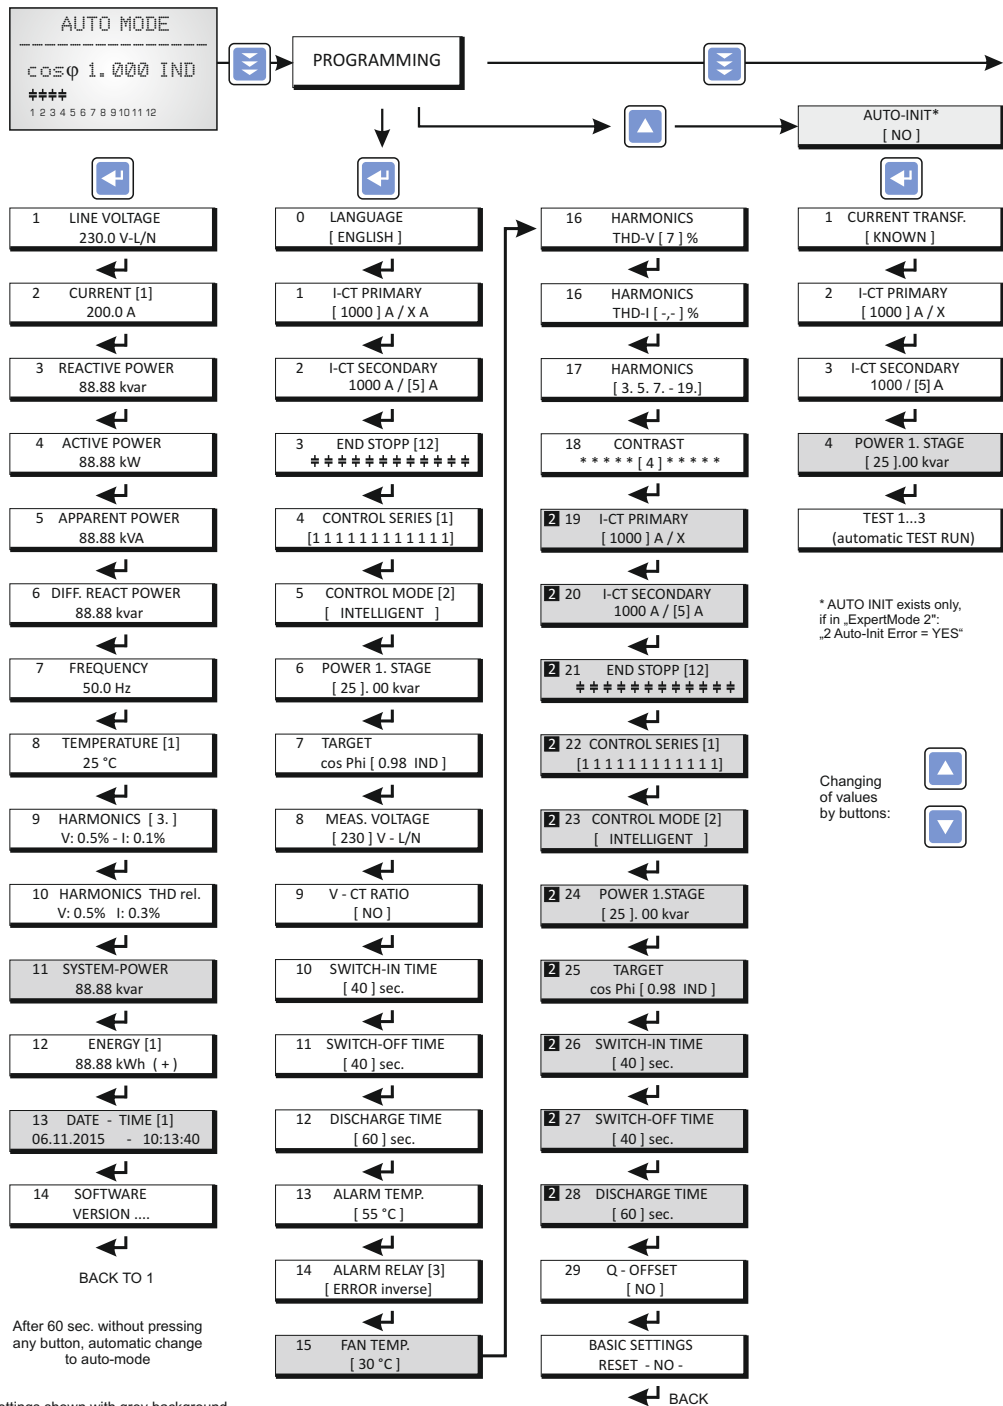 AUTO MODE
cosφ 1.000 IND
1 2 3 4 5 6 7 8 9 10 11 12
PROGRAMMING
AUTO-INIT*
[ NO ]
1 LINE VOLTAGE
230.0 V-L/N
2 CURRENT [1]
200.0 A
3 REACTIVE POWER
88.88 kvar
4 ACTIVE POWER
88.88 kW
5 APPARENT POWER
88.88 kVA
6 DIFF. REACT POWER
88.88 kvar
7 FREQUENCY
50.0 Hz
8 TEMPERATURE [1]
25 °C
9 HARMONICS [ 3. ]
V: 0.5% - I: 0.1%
10 HARMONICS THD rel.
V: 0.5% I: 0.3%
11 SYSTEM-POWER
88.88 kvar
12 ENERGY [1]
88.88 kWh ( + )
13 DATE - TIME [1]
06.11.2015 - 10:13:40
14 SOFTWARE
VERSION ....
BACK TO 1
After 60 sec. without pressing
any button, automatic change
to auto-mode
0 LANGUAGE
[ ENGLISH ]
1 I-CT PRIMARY
[ 1000 ] A / X A
2 I-CT SECONDARY
1000 A / [5] A
3 END STOPP [12]
4 CONTROL SERIES [1]
[1 1 1 1 1 1 1 1 1 1 1 1]
5 CONTROL MODE [2]
[ INTELLIGENT ]
6 POWER 1. STAGE
[ 25 ]. 00 kvar
7 TARGET
cos Phi [ 0.98 IND ]
8 MEAS. VOLTAGE
[ 230 ] V - L/N
9 V - CT RATIO
[ NO ]
10 SWITCH-IN TIME
[ 40 ] sec.
11 SWITCH-OFF TIME
[ 40 ] sec.
12 DISCHARGE TIME
[ 60 ] sec.
13 ALARM TEMP.
[ 55 °C ]
14 ALARM RELAY [3]
[ ERROR inverse]
15 FAN TEMP.
[ 30 °C ]
16 HARMONICS
THD-V [ 7 ] %
16 HARMONICS
THD-I [ -,- ] %
17 HARMONICS
[ 3. 5. 7. - 19.]
18 CONTRAST
* * * * * [ 4 ] * * * * *
2 19 I-CT PRIMARY
[ 1000 ] A / X
2 20 I-CT SECONDARY
1000 A / [5] A
2 21 END STOPP [12]
2 22 CONTROL SERIES [1]
[1 1 1 1 1 1 1 1 1 1 1 1]
2 23 CONTROL MODE [2]
[ INTELLIGENT ]
2 24 POWER 1.STAGE
[ 25 ]. 00 kvar
2 25 TARGET
cos Phi [ 0.98 IND ]
2 26 SWITCH-IN TIME
[ 40 ] sec.
2 27 SWITCH-OFF TIME
[ 40 ] sec.
2 28 DISCHARGE TIME
[ 60 ] sec.
29 Q - OFFSET
[ NO ]
BASIC SETTINGS
RESET - NO -
BACK
1 CURRENT TRANSF.
[ KNOWN ]
2 I-CT PRIMARY
[ 1000 ] A / X
3 I-CT SECONDARY
1000 / [5] A
4 POWER 1. STAGE
[ 25 ].00 kvar
TEST 1...3
(automatic TEST RUN)
* AUTO INIT exists only,
if in „ExpertMode 2":
„2 Auto-Init Error = YES“
Changing
of values
by buttons: